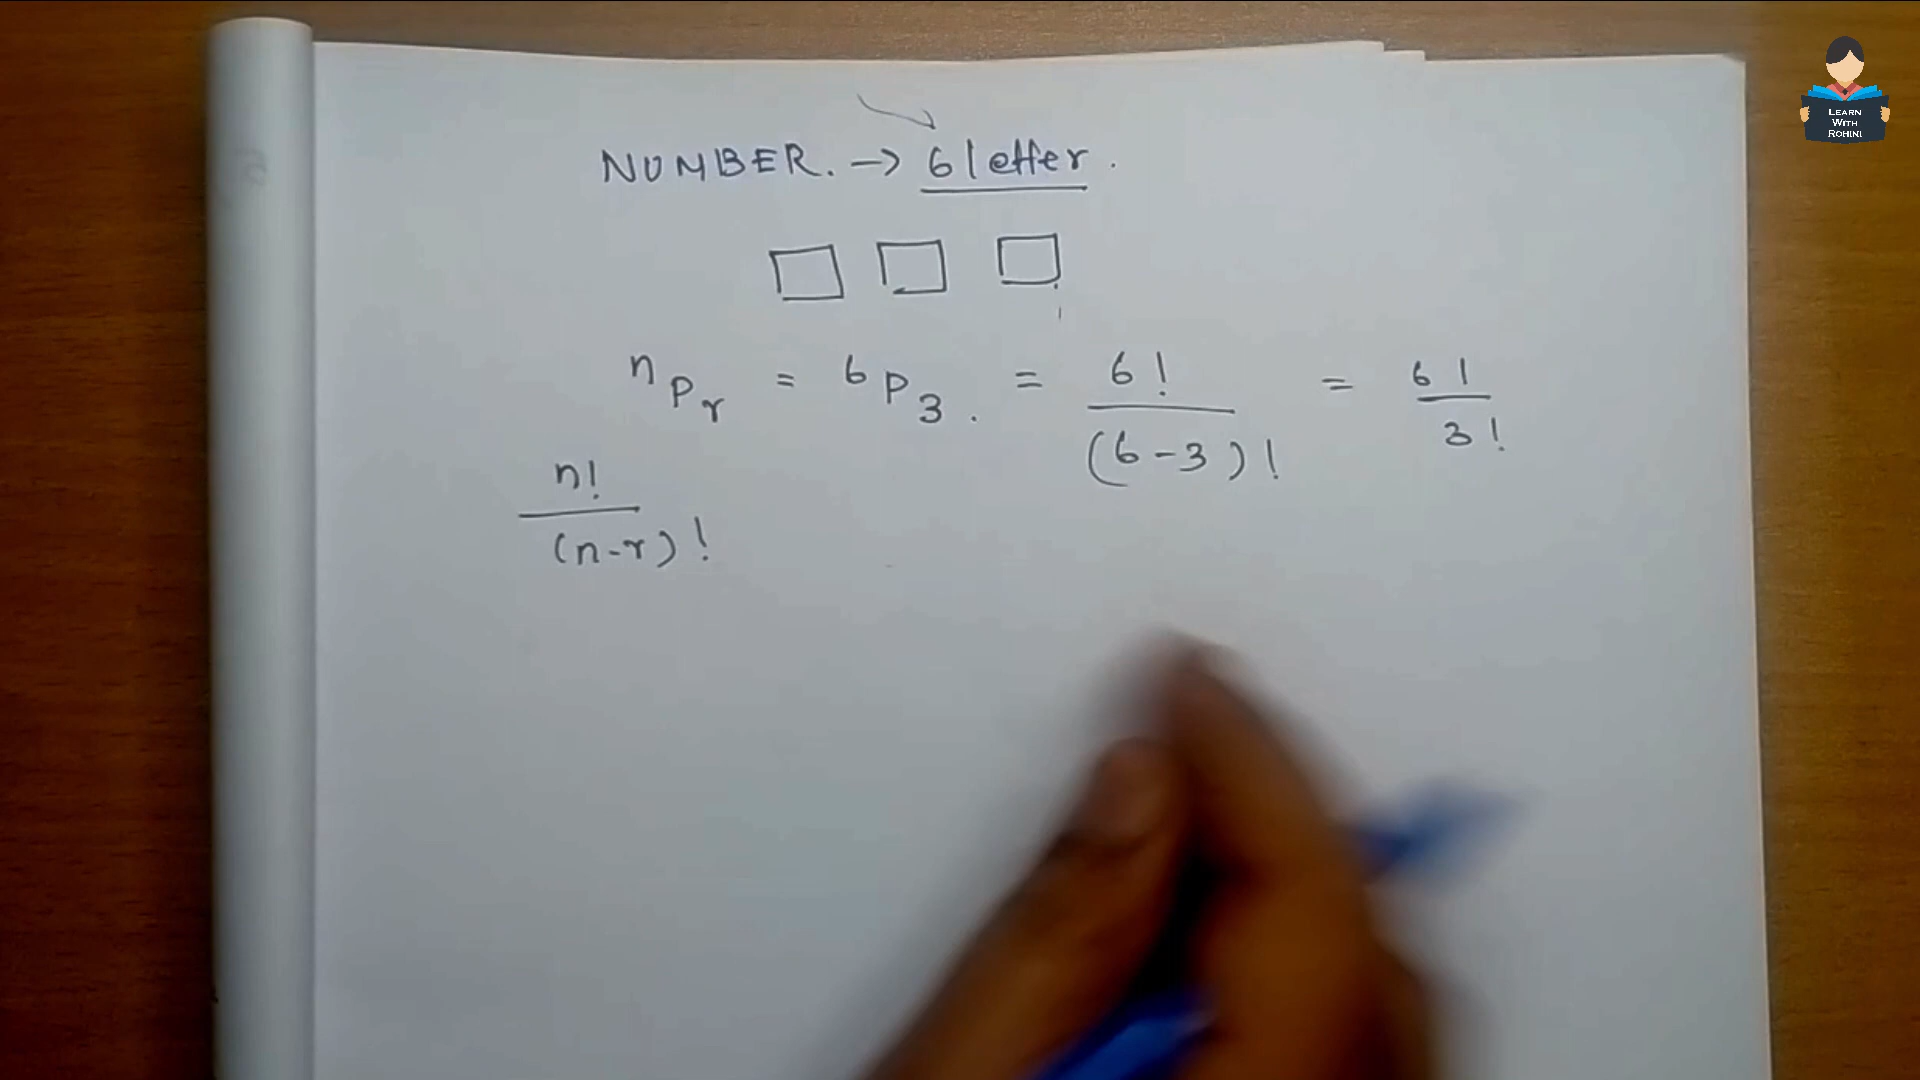 LEARN
WITH
ROHINI
NUMBER. → 6 letter.
nPr = 6P3. = 6! / (6-3)! = 6! / 3!
n! / (n-r)!